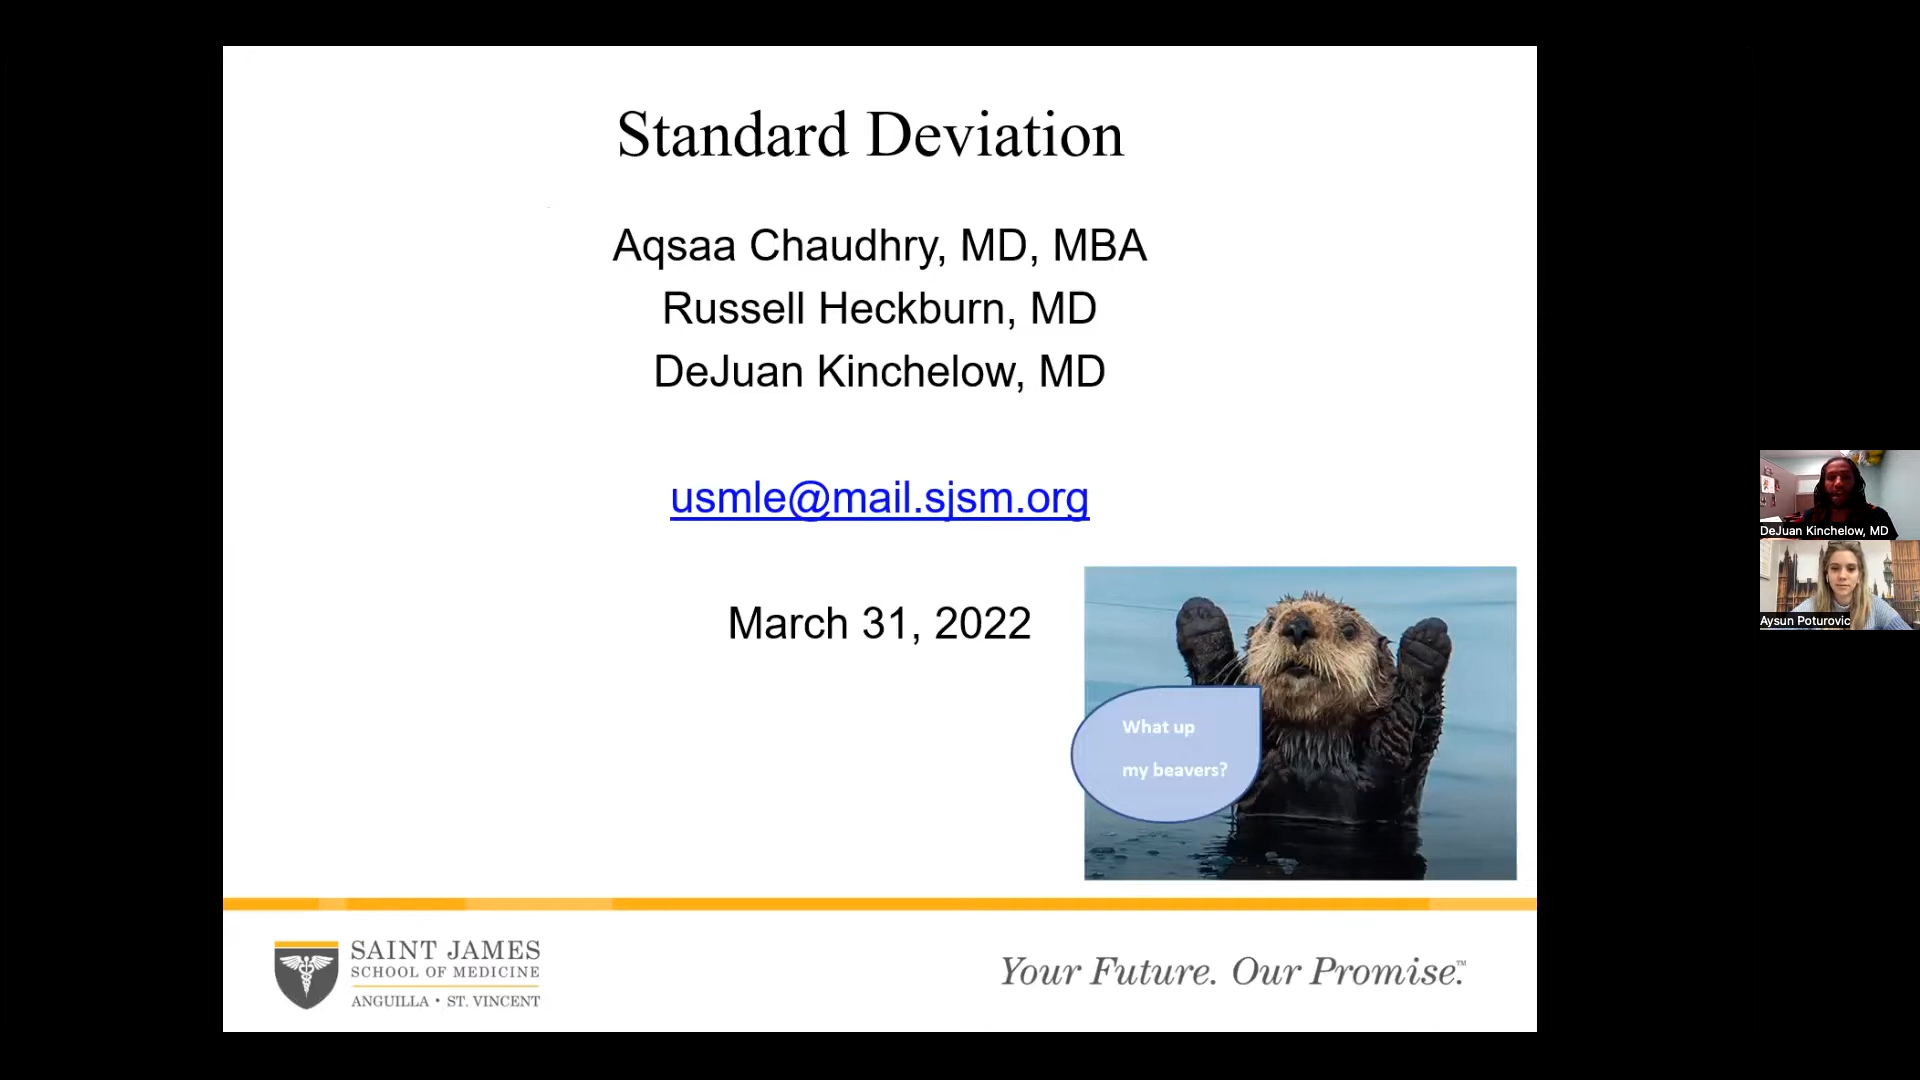 Standard Deviation
Aqsaa Chaudhry, MD, MBA
Russell Heckburn, MD
DeJuan Kinchelow, MD
usmle@mail.sjsm.org
March 31, 2022
What up
my beavers?
SAINT JAMES
SCHOOL OF MEDICINE
ANGUILLA • ST. VINCENT
Your Future. Our Promise.™
DeJuan Kinchelow, MD
Aysun Poturovic